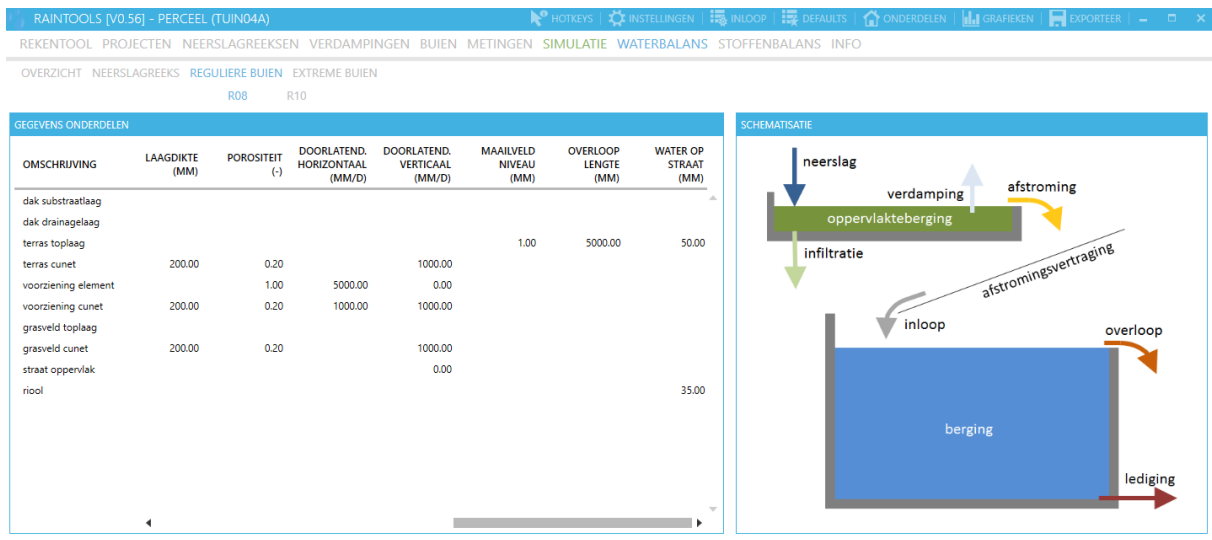 RAINTOOLS [V0.56] - PERCEEL (TUIN04A) HOTKEYS | INSTELLINGEN | INLOOP | DEFAULTS | ONDERDELEN | GRAFIEKEN | EXPORTEER |
REKENTOOL PROJECTEN NEERSLAGREEKSEN VERDAMPINGEN BUIEN METINGEN SIMULATIE WATERBALANS STOFFENBALANS INFO
OVERZICHT NEERSLAGREEKS REGULIERE BUIEN EXTREME BUIEN
R08 R10
GEGEVENS ONDERDELEN
OMSCHRIJVING LAAGDIKTE (MM) POROSITEIT (-) DOORLATEND. HORIZONTAAL (MM/D) DOORLATEND. VERTICAAL (MM/D) MAAILVELD NIVEAU (MM) OVERLOOP LENGTE (MM) WATER OP STRAAT (MM)
dak substraatlaag
dak drainagelaag
terras toplaag 1.00 5000.00 50.00
terras cunet 200.00 0.20 1000.00
voorziening element 1.00 5000.00 0.00
voorziening cunet 200.00 0.20 1000.00 1000.00
grasveld toplaag
grasveld cunet 200.00 0.20 1000.00
straat oppervlak 0.00
riool 35.00
SCHEMATISATIE
neerslag
verdamping
afstroming
oppervlakteberging
infiltratie
afstromingsvertraging
inloop
overloop
berging
lediging